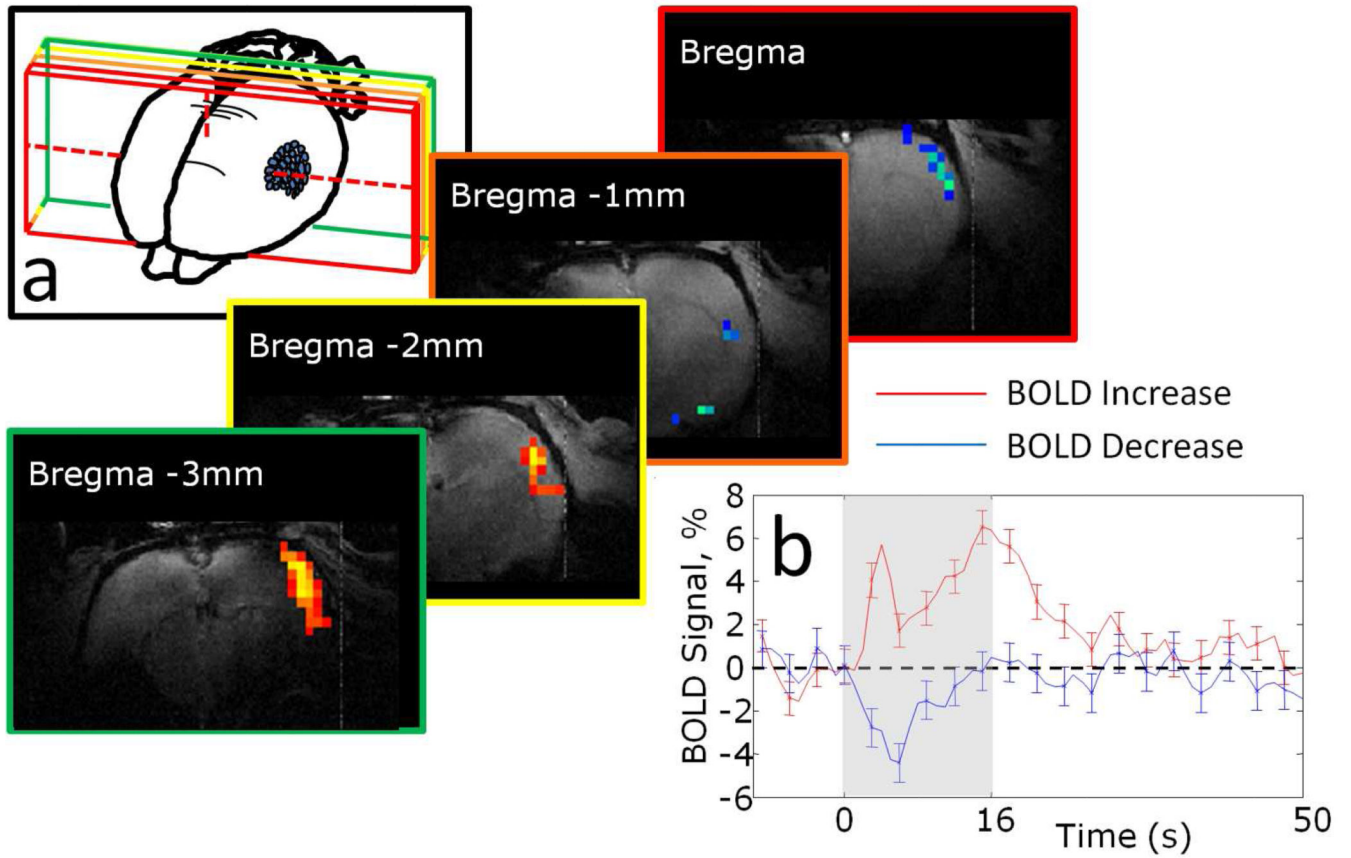 a
Bregma
Bregma -1mm
Bregma -2mm
Bregma -3mm
BOLD Increase
BOLD Decrease
b
BOLD Signal, %
8
6
4
2
0
-2
-4
-6
0
16
50
Time (s)